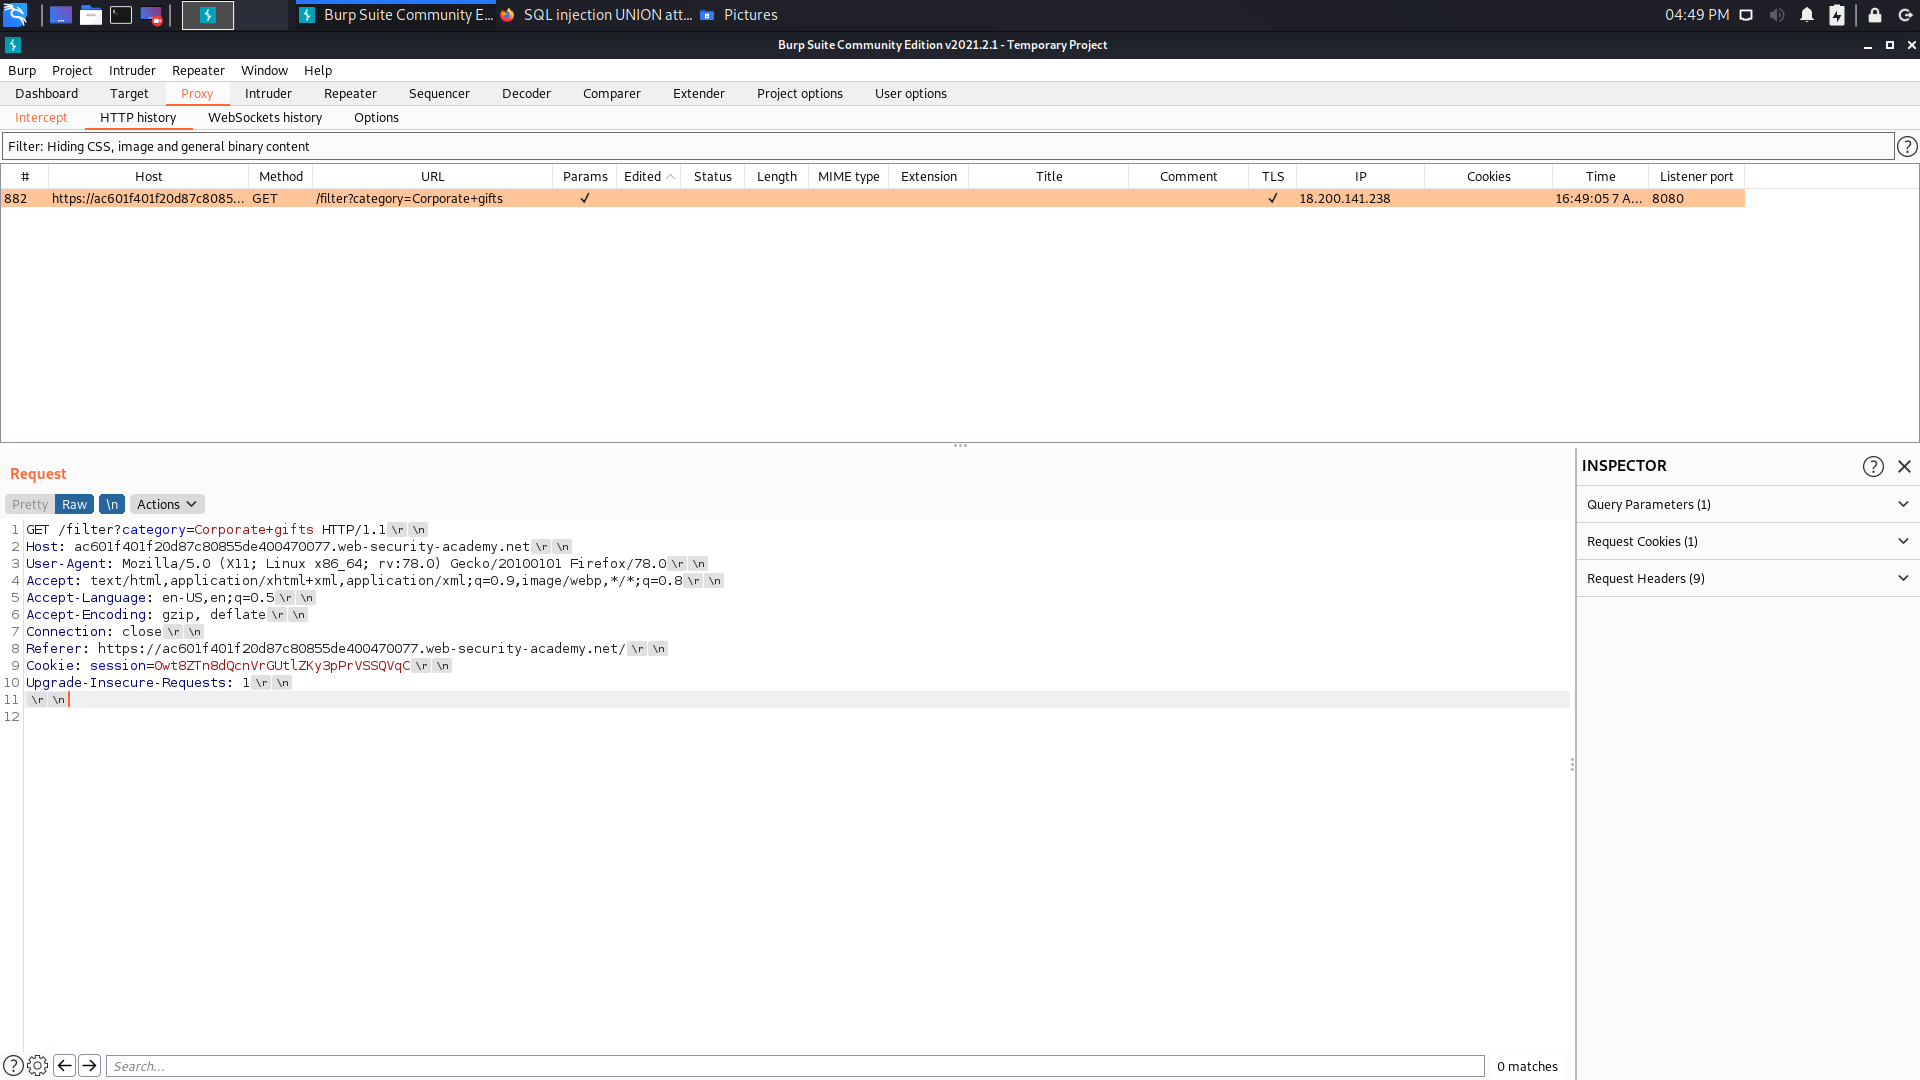 Burp Suite Community E... SQL injection UNION att... Pictures 04:49 PM
Burp Suite Community Edition v2021.2.1 - Temporary Project
Burp Project Intruder Repeater Window Help
Dashboard Target Proxy Intruder Repeater Sequencer Decoder Comparer Extender Project options User options
Intercept HTTP history WebSockets history Options
Filter: Hiding CSS, image and general binary content ?
# Host Method URL Params Edited Status Length MIME type Extension Title Comment TLS IP Cookies Time Listener port
882 https://ac601f401f20d87c8085... GET /filter?category=Corporate+gifts ✓ ✓ 18.200.141.238 16:49:05 7 A... 8080
Request
Pretty Raw \n Actions
1 GET /filter?category=Corporate+gifts HTTP/1.1 \r \n
2 Host: ac601f401f20d87c80855de400470077.web-security-academy.net \r \n
3 User-Agent: Mozilla/5.0 (X11; Linux x86_64; rv:78.0) Gecko/20100101 Firefox/78.0 \r \n
4 Accept: text/html,application/xhtml+xml,application/xml;q=0.9,image/webp,*/*;q=0.8 \r \n
5 Accept-Language: en-US,en;q=0.5 \r \n
6 Accept-Encoding: gzip, deflate \r \n
7 Connection: close \r \n
8 Referer: https://ac601f401f20d87c80855de400470077.web-security-academy.net/ \r \n
9 Cookie: session=0wt8ZTn8dQcnVrGUtlZKy3pPrVSSQVqC \r \n
10 Upgrade-Insecure-Requests: 1 \r \n
11 \r \n
12
INSPECTOR ?
Query Parameters (1)
Request Cookies (1)
Request Headers (9)
? Search... 0 matches